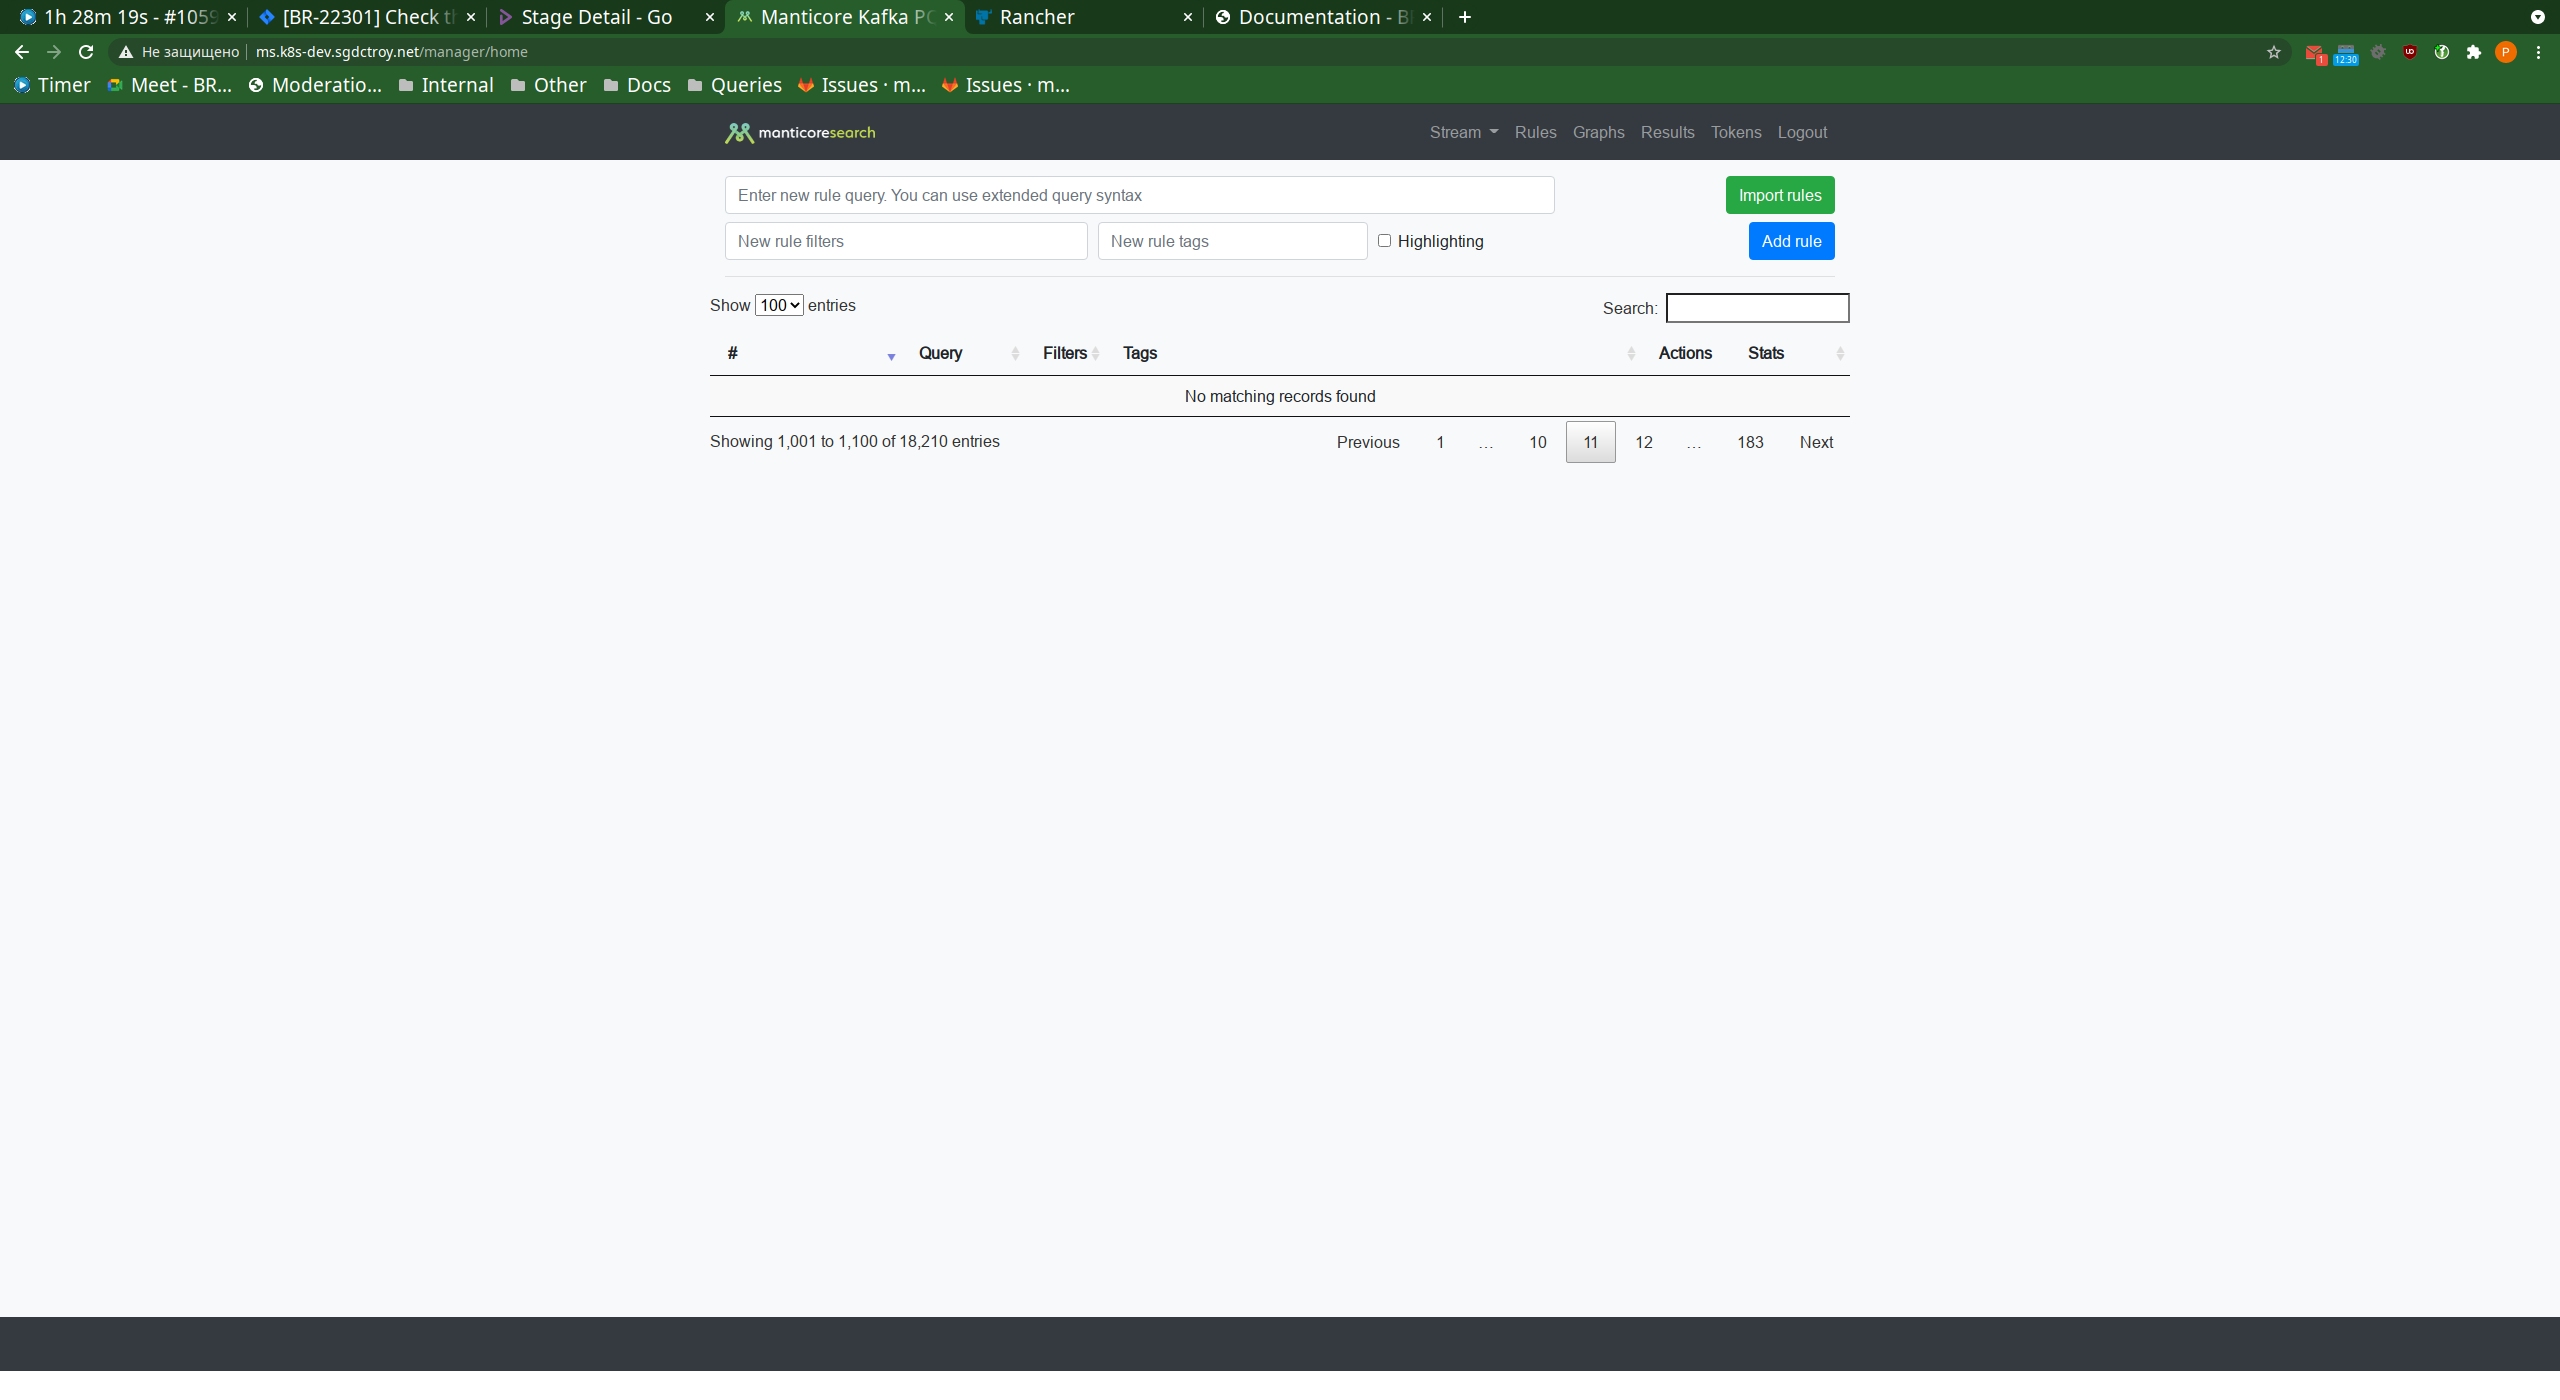 1h 28m 19s - #1059
[BR-22301] Check th
Stage Detail - Go
Manticore Kafka PC
Rancher
Documentation - B
Не защищено
ms.k8s-dev.sgdctroy.net/manager/home
1
12:30
P
Timer
Meet - BR...
Moderatio...
Internal
Other
Docs
Queries
Issues · m...
Issues · m...
manticoresearch
Stream
Rules
Graphs
Results
Tokens
Logout
Enter new rule query. You can use extended query syntax
Import rules
New rule filters
New rule tags
Highlighting
Add rule
Show 100 entries
Search:
#
Query
Filters
Tags
Actions
Stats
No matching records found
Showing 1,001 to 1,100 of 18,210 entries
Previous 1 … 10 11 12 … 183 Next